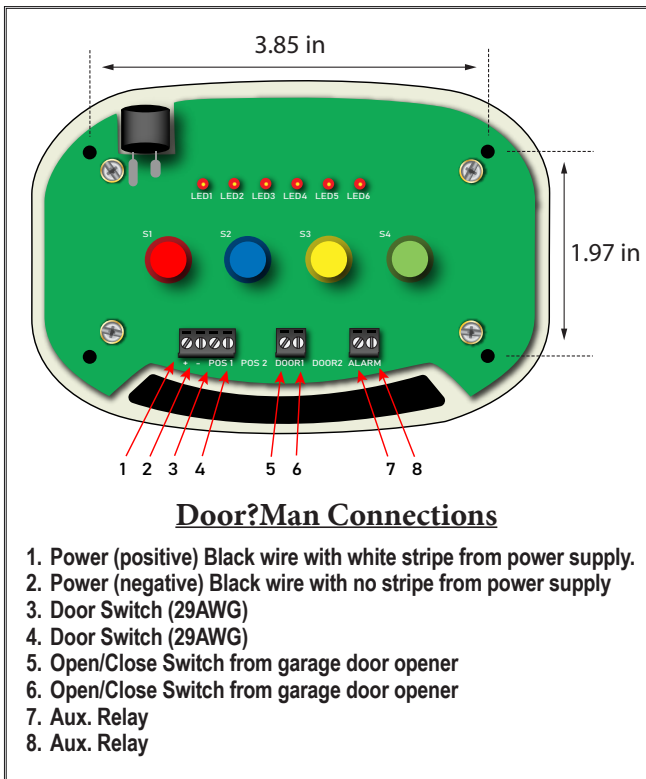 3.85 in
LED1 LED2 LED3 LED4 LED5 LED6
S1 S2 S3 S4
1.97 in
+ - POS 1 POS 2 DOOR1 DOOR2 ALARM
1 2 3 4 5 6 7 8
Door?Man Connections
1. Power (positive) Black wire with white stripe from power supply.
2. Power (negative) Black wire with no stripe from power supply
3. Door Switch (29AWG)
4. Door Switch (29AWG)
5. Open/Close Switch from garage door opener
6. Open/Close Switch from garage door opener
7. Aux. Relay
8. Aux. Relay